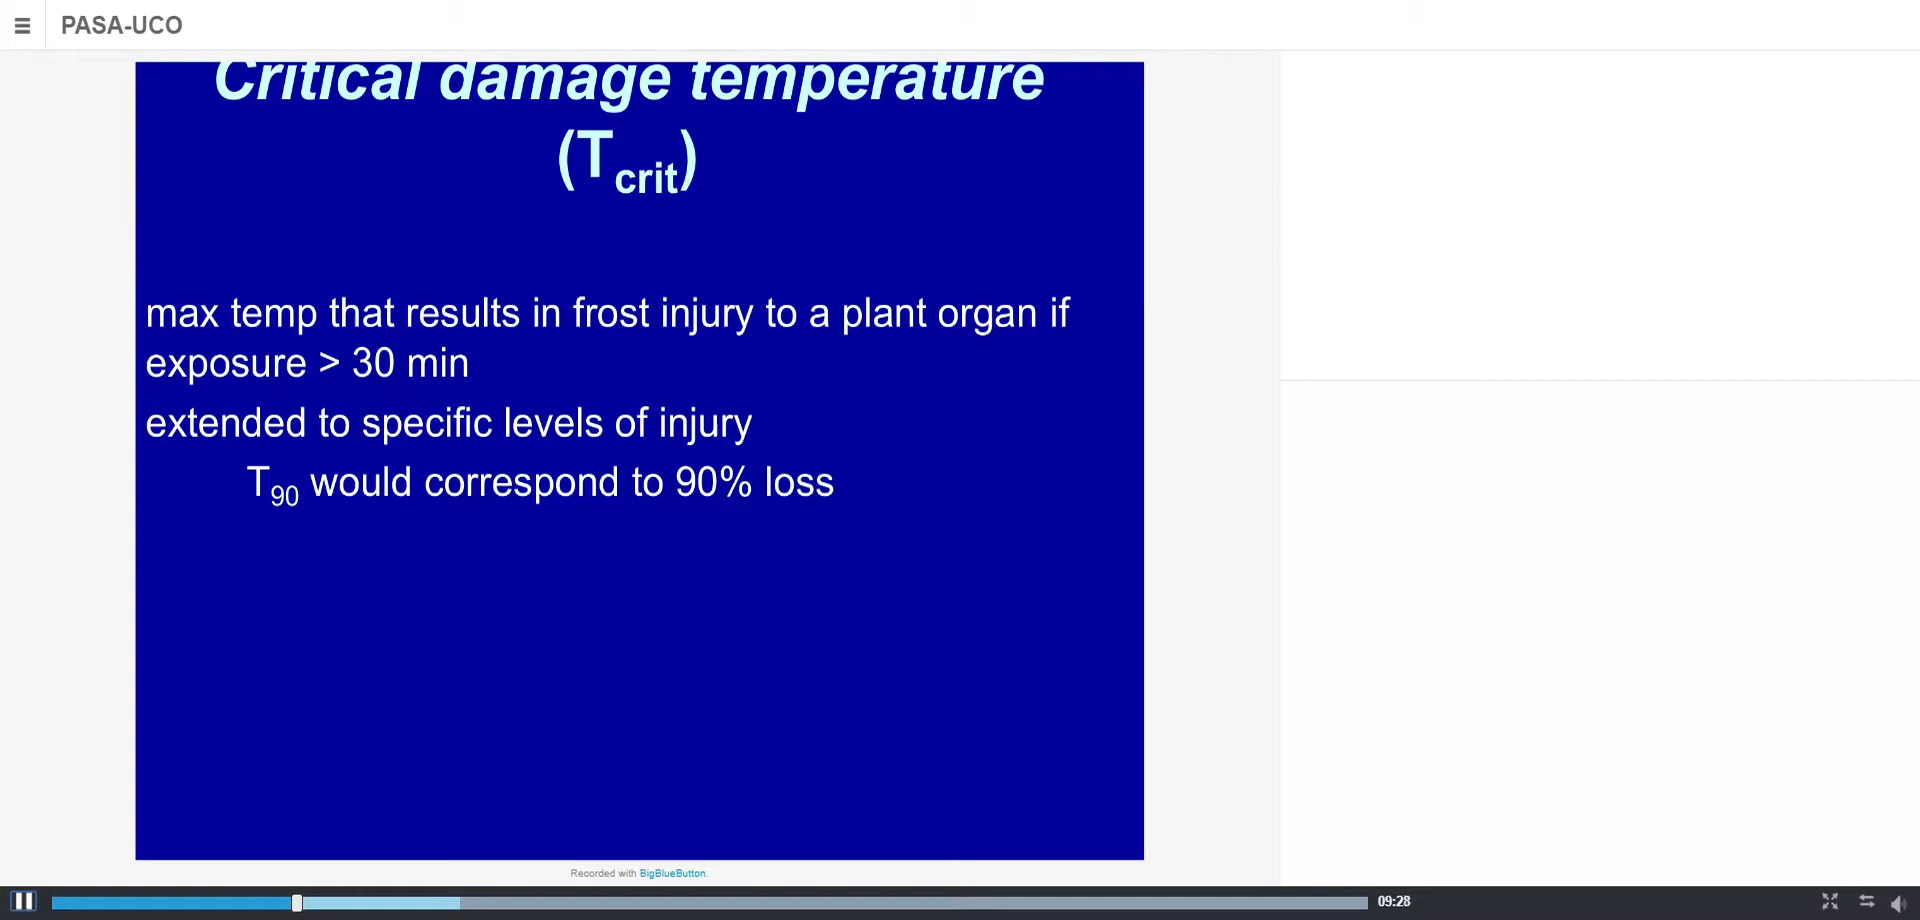 PASA-UCO
Critical damage temperature
(Tcrit)
max temp that results in frost injury to a plant organ if
exposure > 30 min
extended to specific levels of injury
T90 would correspond to 90% loss
Recorded with BigBlueButton.
09:28